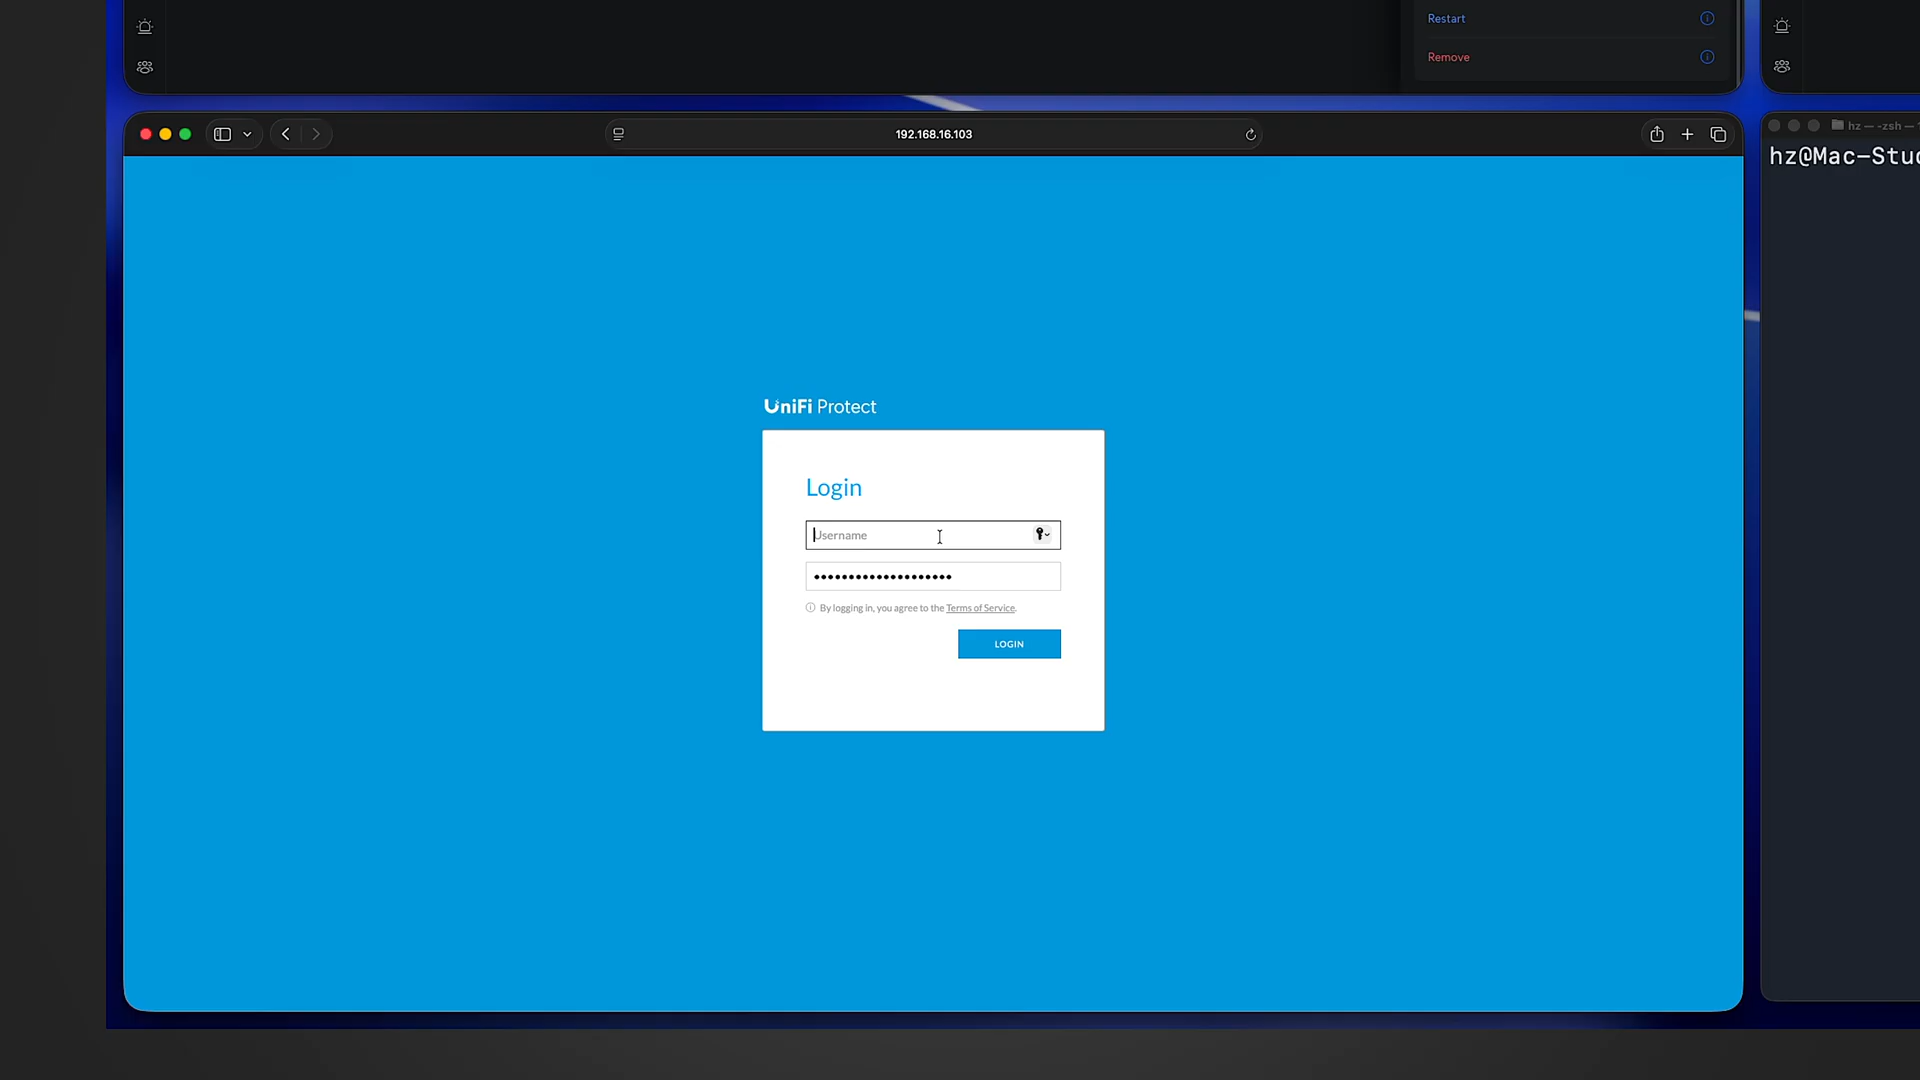 Restart
Remove
192.168.16.103
hz — -zsh —
hz@Mac-Stud
UniFi Protect
Login
Username
By logging in, you agree to the Terms of Service.
LOGIN